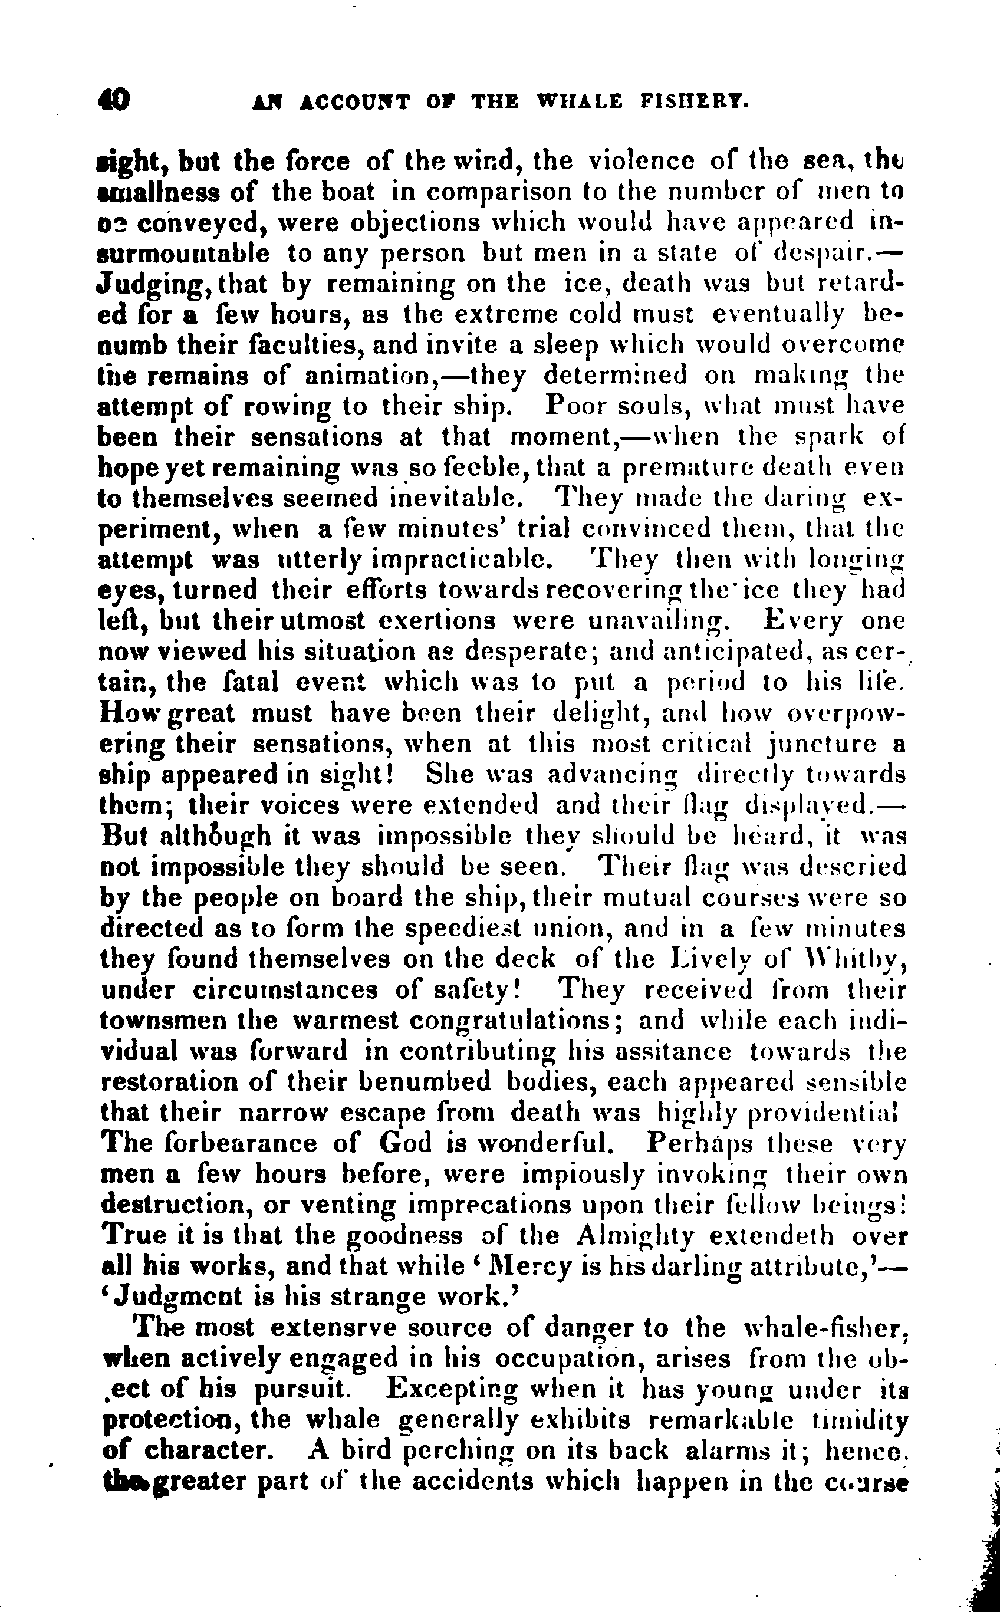 40 AN ACCOUNT OF THE WHALE FISHERY.
sight, but the force of the wind, the violence of the sea, the
smallness of the boat in comparison to the number of men to
be conveyed, were objections which would have appeared in-
surmountable to any person but men in a state of despair.—
Judging, that by remaining on the ice, death was but retard-
ed for a few hours, as the extreme cold must eventually be-
numb their faculties, and invite a sleep which would overcome
the remains of animation,—they determined on making the
attempt of rowing to their ship. Poor souls, what must have
been their sensations at that moment,—when the spark of
hope yet remaining was so feeble, that a premature death even
to themselves seemed inevitable. They made the daring ex-
periment, when a few minutes' trial convinced them, that the
attempt was utterly impracticable. They then with longing
eyes, turned their efforts towards recovering the ice they had
left, but their utmost exertions were unavailing. Every one
now viewed his situation as desperate; and anticipated, as cer-
tain, the fatal event which was to put a period to his life.
How great must have been their delight, and how overpow-
ering their sensations, when at this most critical juncture a
ship appeared in sight! She was advancing directly towards
them; their voices were extended and their flag displayed.—
But although it was impossible they should be heard, it was
not impossible they should be seen. Their flag was descried
by the people on board the ship, their mutual courses were so
directed as to form the speediest union, and in a few minutes
they found themselves on the deck of the Lively of Whitby,
under circumstances of safety! They received from their
townsmen the warmest congratulations; and while each indi-
vidual was forward in contributing his assitance towards the
restoration of their benumbed bodies, each appeared sensible
that their narrow escape from death was highly providential
The forbearance of God is wonderful. Perhaps these very
men a few hours before, were impiously invoking their own
destruction, or venting imprecations upon their fellow beings!
True it is that the goodness of the Almighty extendeth over
all his works, and that while ‘Mercy is his darling attribute,’—
‘Judgment is his strange work.’
The most extensrve source of danger to the whale-fisher,
when actively engaged in his occupation, arises from the ob-
ject of his pursuit. Excepting when it has young under its
protection, the whale generally exhibits remarkable timidity
of character. A bird perching on its back alarms it; hence,
the greater part of the accidents which happen in the course